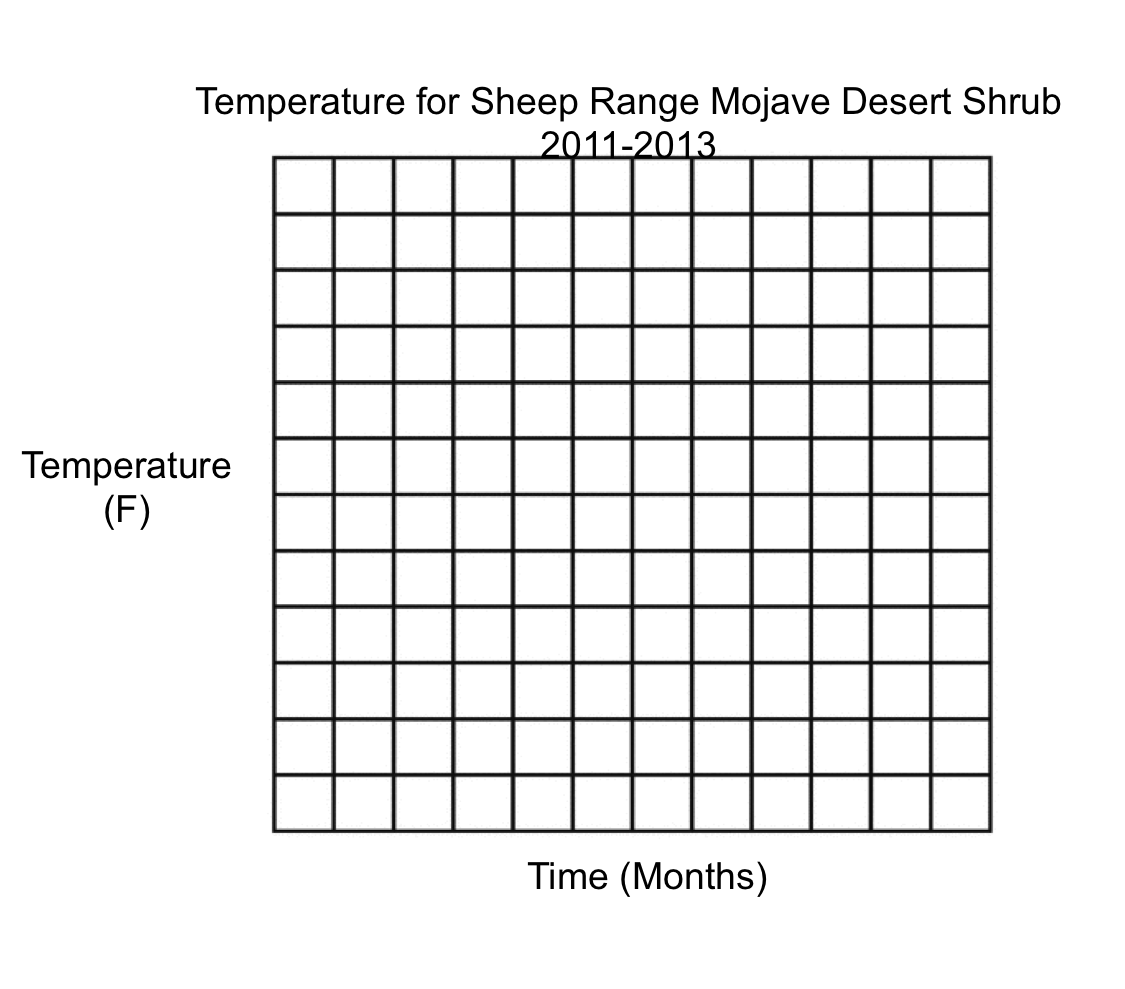 Temperature for Sheep Range Mojave Desert Shrub
2011-2013
Temperature
(F)
Time (Months)